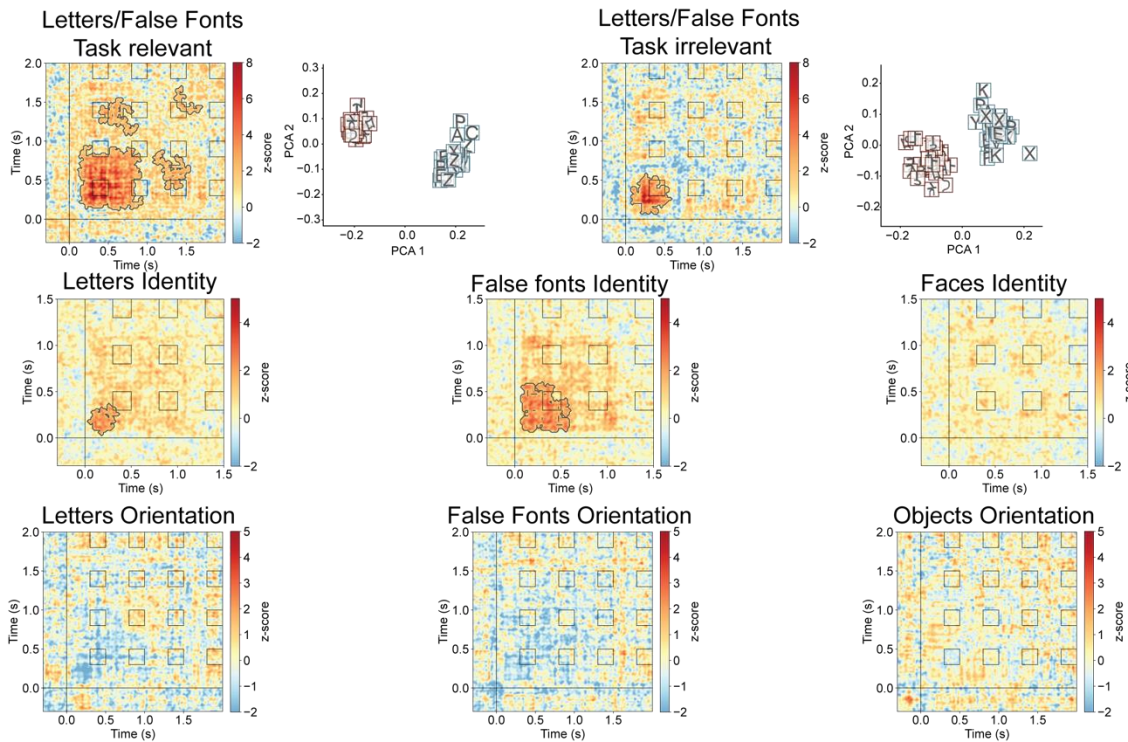 Letters/False Fonts
Task relevant
Time (s)
2.0
1.5
1.0
0.5
0.0
0.0 0.5 1.0 1.5
Time (s)
8
6
4
2
0
−2
z-score
PCA 2
0.3
0.2
0.1
0.0
−0.1
−0.2
−0.3
−0.2 0.0 0.2
PCA 1
P
A C
Z
Z
Letters/False Fonts
Task irrelevant
Time (s)
2.0
1.5
1.0
0.5
0.0
0.0 0.5 1.0 1.5
Time (s)
8
6
4
2
0
−2
z-score
PCA 2
0.2
0.1
0.0
−0.1
−0.2
−0.2 0.0 0.2
PCA 1
K
P
Y X X
E
K X
Letters Identity
Time (s)
1.5
1.0
0.5
0.0
0.0 0.5 1.0 1.5
Time (s)
4
2
0
−2
z-score
False fonts Identity
Time (s)
1.5
1.0
0.5
0.0
0.0 0.5 1.0 1.5
Time (s)
4
2
0
−2
z-score
Faces Identity
Time (s)
1.5
1.0
0.5
0.0
0.0 0.5 1.0 1.5
Time (s)
4
2
0
−2
z-score
Letters Orientation
Time (s)
2.0
1.5
1.0
0.5
0.0
0.0 0.5 1.0 1.5
Time (s)
5
4
3
2
1
0
−1
−2
z-score
False Fonts Orientation
Time (s)
2.0
1.5
1.0
0.5
0.0
0.0 0.5 1.0 1.5
Time (s)
5
4
3
2
1
0
−1
−2
z-score
Objects Orientation
Time (s)
2.0
1.5
1.0
0.5
0.0
0.0 0.5 1.0 1.5
Time (s)
5
4
3
2
1
0
−1
−2
z-score